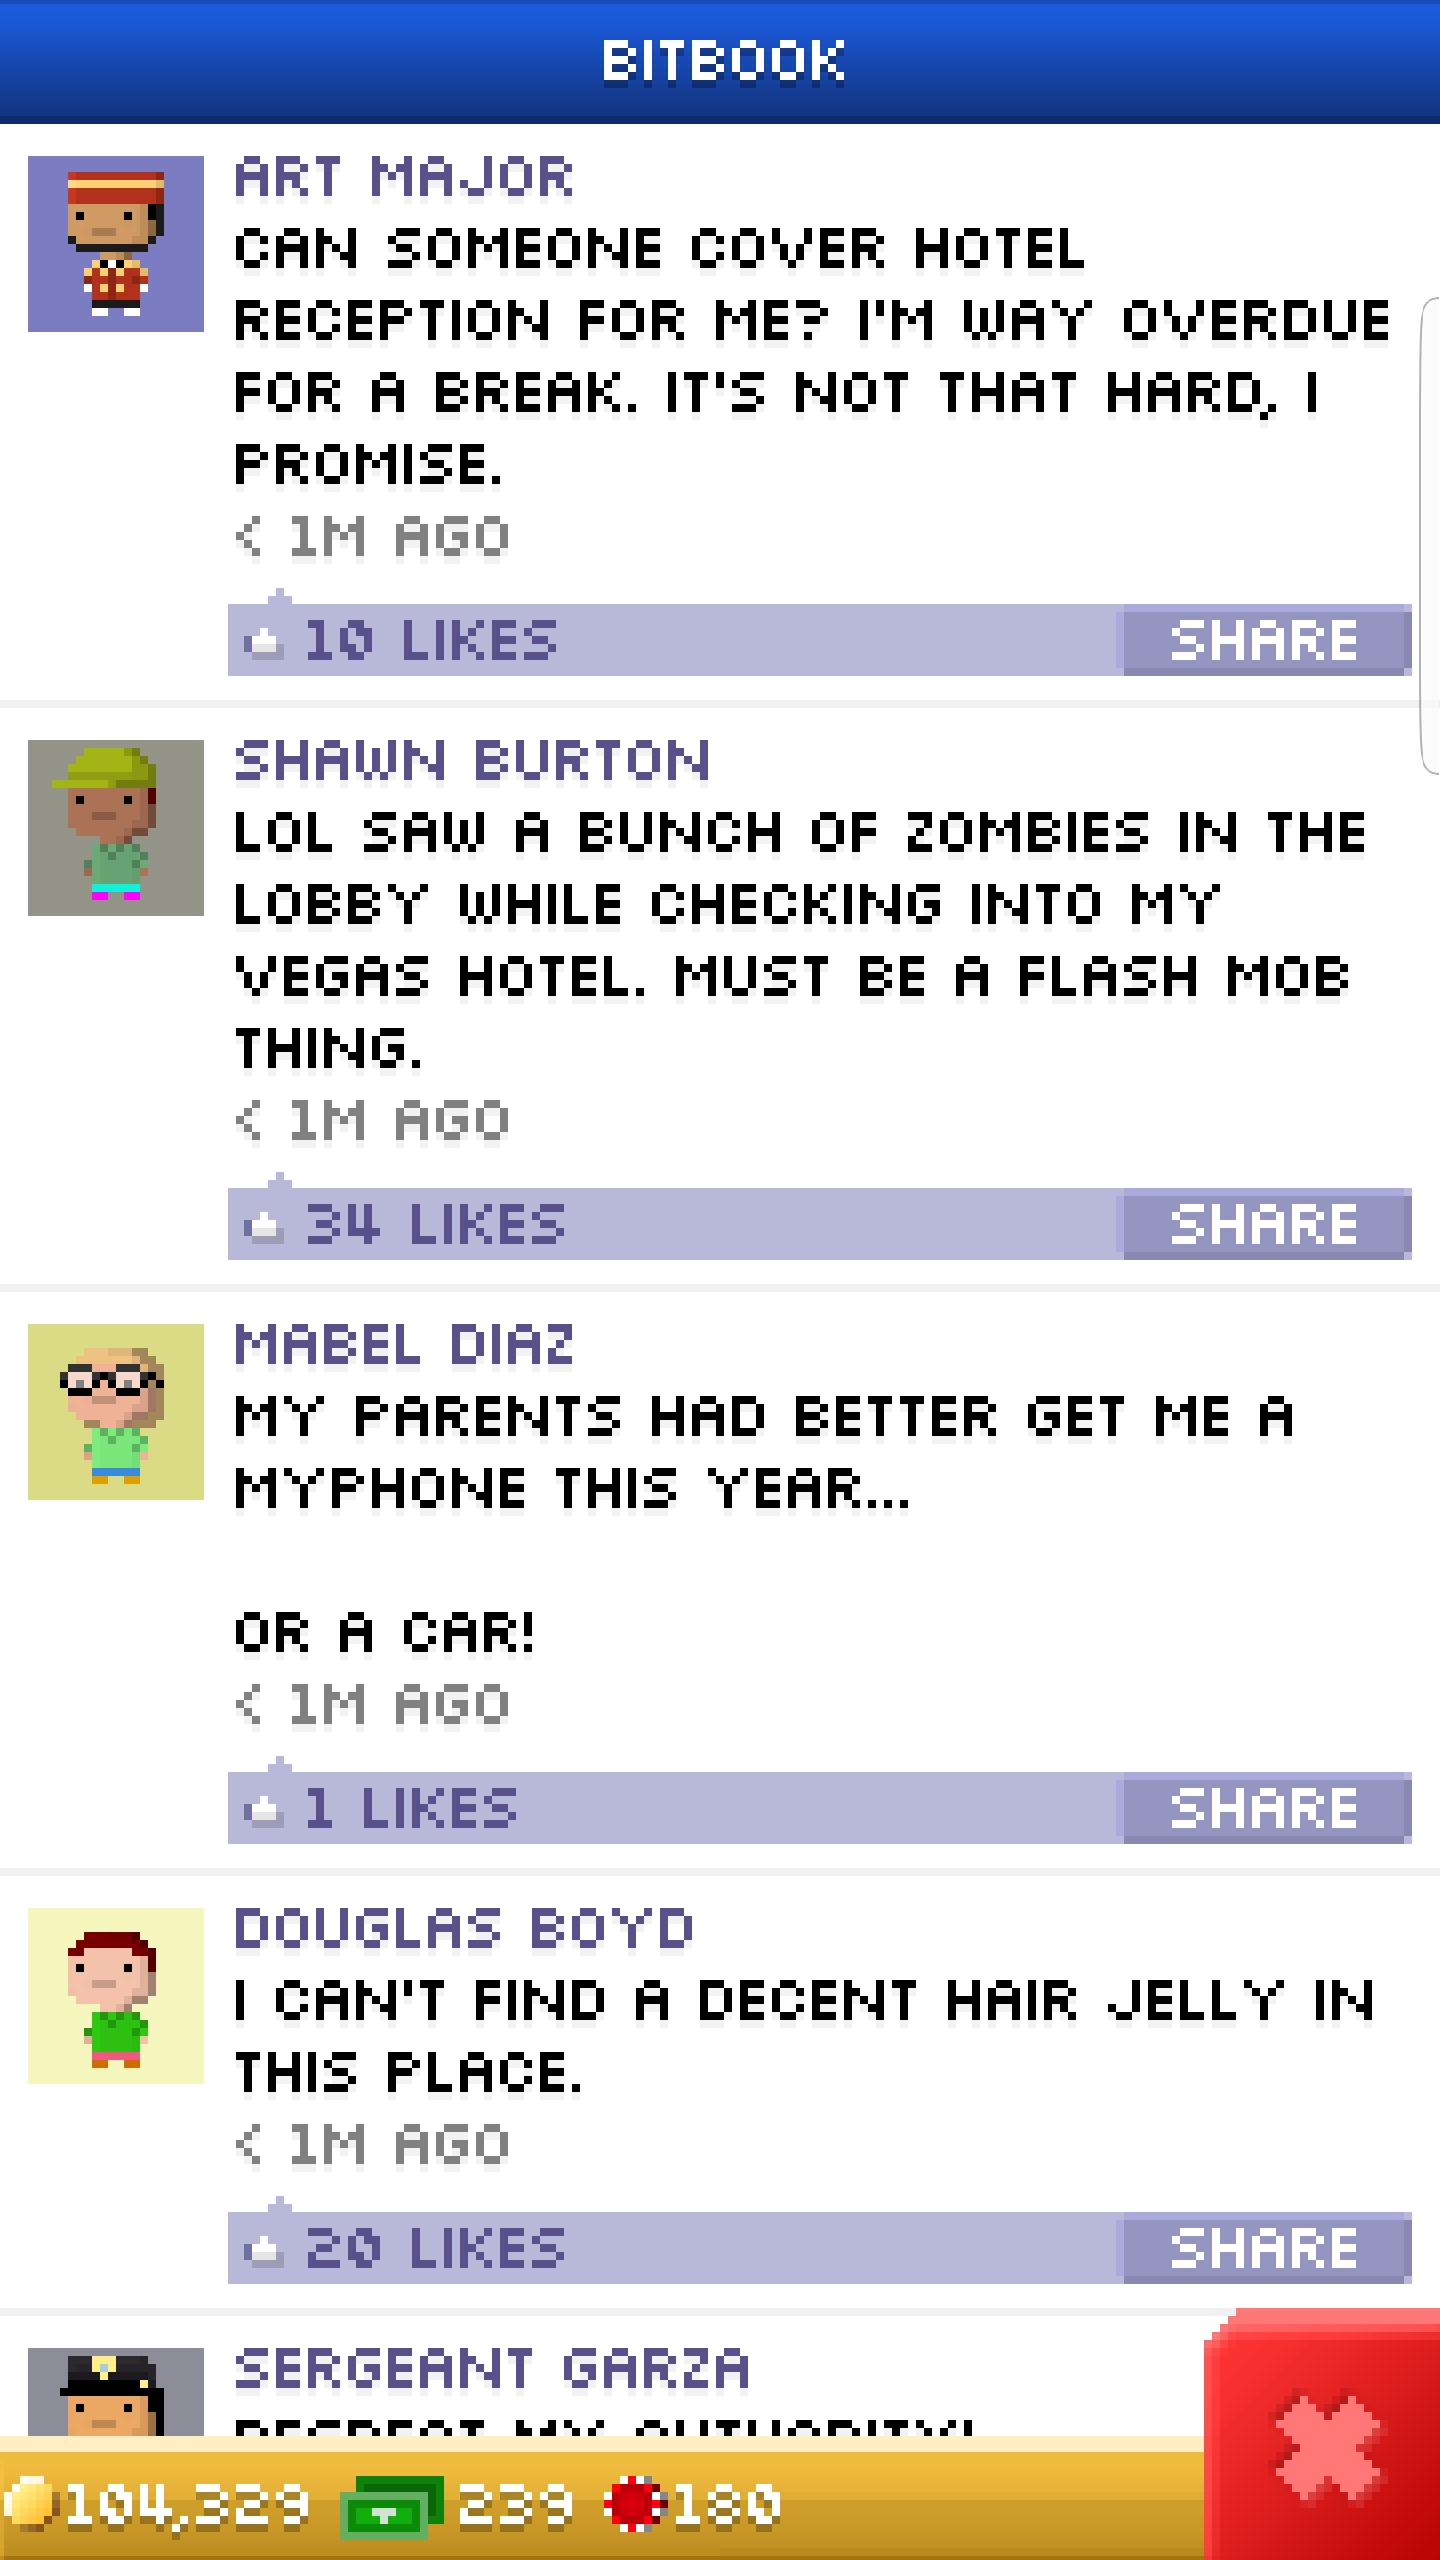 BITBOOK
ART MAJOR
CAN SOMEONE COVER HOTEL
RECEPTION FOR ME? I'M WAY OVERDUE
FOR A BREAK. IT'S NOT THAT HARD, I
PROMISE.
< 1M AGO
10 LIKES SHARE
SHAWN BURTON
LOL SAW A BUNCH OF ZOMBIES IN THE
LOBBY WHILE CHECKING INTO MY
VEGAS HOTEL. MUST BE A FLASH MOB
THING.
< 1M AGO
34 LIKES SHARE
MABEL DIAZ
MY PARENTS HAD BETTER GET ME A
MYPHONE THIS YEAR...
OR A CAR!
< 1M AGO
1 LIKES SHARE
DOUGLAS BOYD
I CAN'T FIND A DECENT HAIR JELLY IN
THIS PLACE.
< 1M AGO
20 LIKES SHARE
SERGEANT GARZA
RESPECT MY AUTHORITY!
104,329 239 180